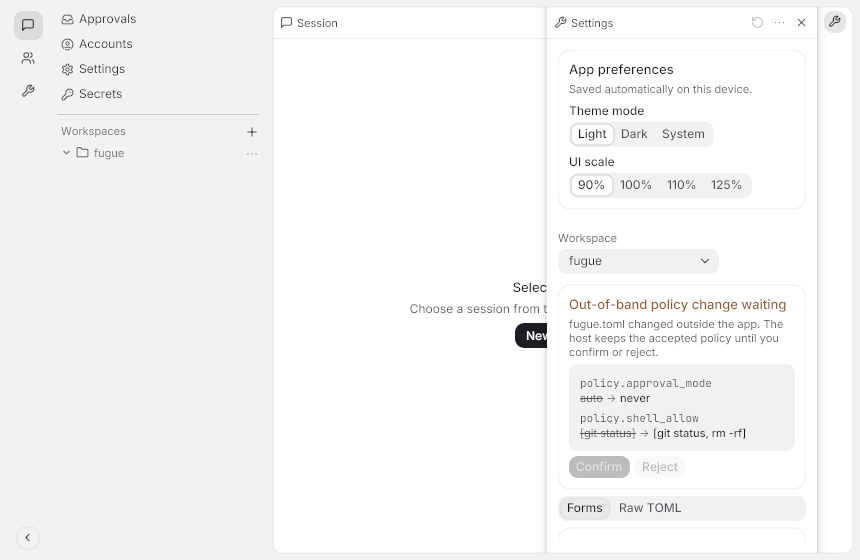 Approvals
Accounts
Settings
Secrets
Workspaces
fugue
Session
Selec
Choose a session from t
New
Settings
App preferences
Saved automatically on this device.
Theme mode
Light Dark System
UI scale
90% 100% 110% 125%
Workspace
fugue
Out-of-band policy change waiting
fugue.toml changed outside the app. The
host keeps the accepted policy until you
confirm or reject.
policy.approval_mode
auto → never
policy.shell_allow
[git status] → [git status, rm -rf]
Confirm Reject
Forms Raw TOML